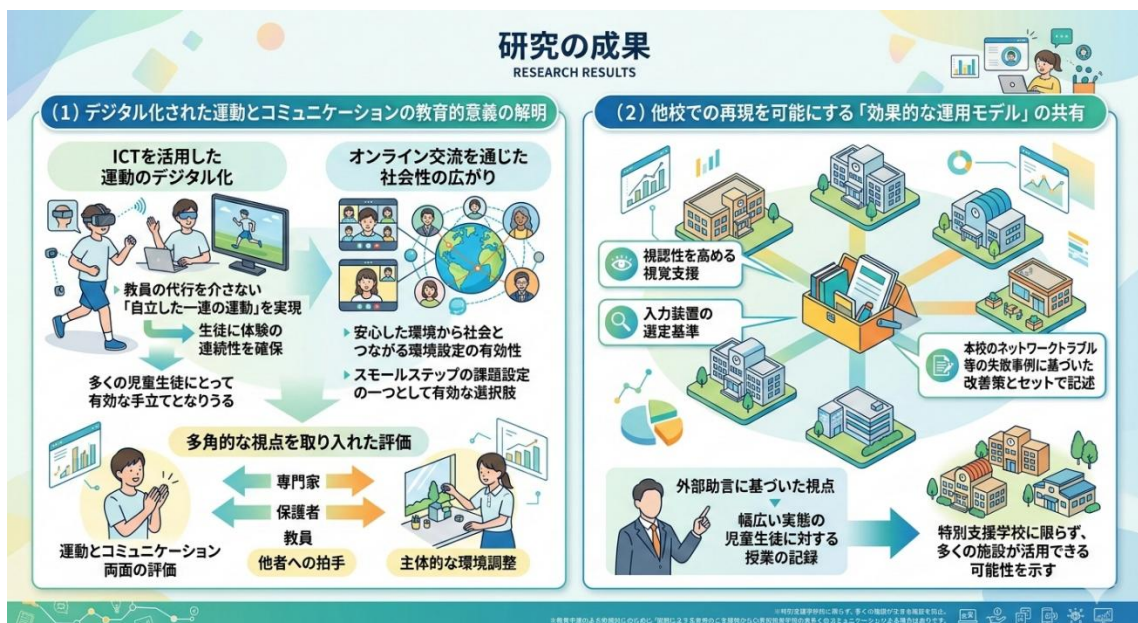 研究の成果
RESEARCH RESULTS
(1)デジタル化された運動とコミュニケーションの教育的意義の解明
ICTを活用した
運動のデジタル化
教員の代行を介さない
「自立した一連の運動」を実現
生徒に体験の
連続性を確保
多くの児童生徒にとって
有効な手立てとなりうる
オンライン交流を通じた
社会性の広がり
安心した環境から社会と
つながる環境設定の有効性
スモールステップの課題設定
の一つとして有効な選択肢
多角的な視点を取り入れた評価
専門家
保護者
教員
運動とコミュニケーション
両面の評価
他者への拍手
主体的な環境調整
(2)他校での再現を可能にする「効果的な運用モデル」の共有
視認性を高める
視覚支援
入力装置の
選定基準
本校のネットワークトラブル
等の失敗事例に基づいた
改善策とセットで記述
外部助言に基づいた視点
幅広い実態の
児童生徒に対する
授業の記録
特別支援学校に限らず、
多くの施設が活用できる
可能性を示す